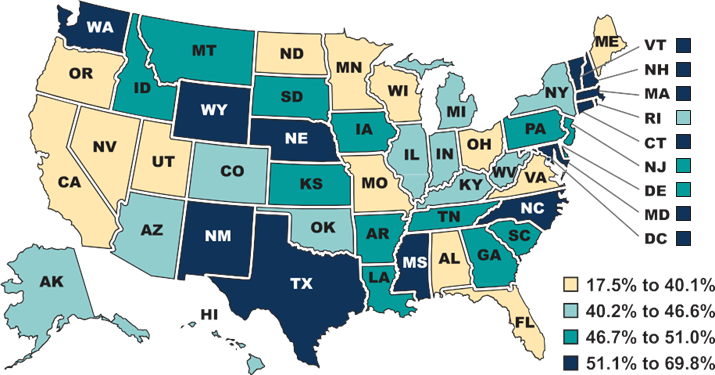 WA
MT
ND
MN
ME
VT
OR
ID
SD
WI
MI
NY
NH
WY
MA
NE
IA
PA
RI
NV
UT
CO
IL
IN
OH
CT
CA
KS
MO
KY
WV
VA
NJ
AZ
NM
OK
AR
TN
NC
DE
TX
LA
MS
AL
GA
SC
MD
DC
AK
HI
FL
17.5% to 40.1%
40.2% to 46.6%
46.7% to 51.0%
51.1% to 69.8%